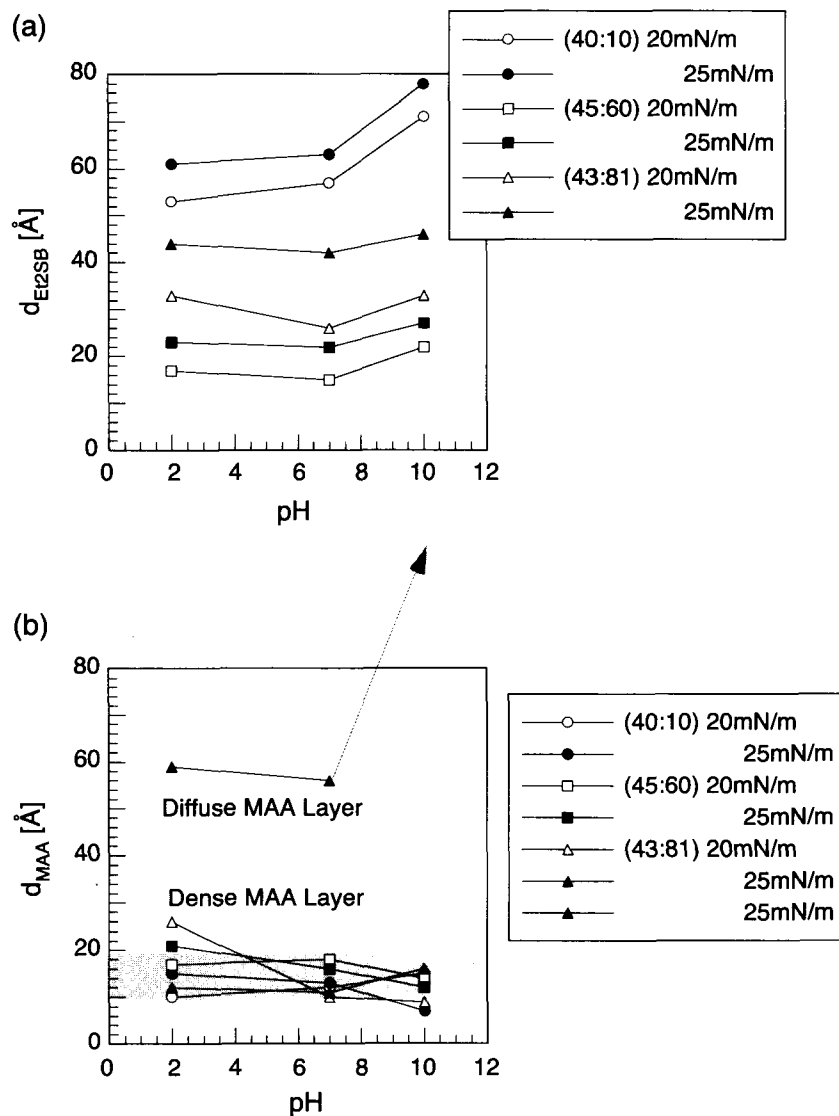 (a)
(40:10) 20mN/m
25mN/m
(45:60) 20mN/m
25mN/m
(43:81) 20mN/m
25mN/m
80
60
40
20
0
dEt2SB [Å]
0 2 4 6 8 10 12
pH
(b)
80
60
40
20
0
dMAA [Å]
Diffuse MAA Layer
Dense MAA Layer
(40:10) 20mN/m
25mN/m
(45:60) 20mN/m
25mN/m
(43:81) 20mN/m
25mN/m
25mN/m
0 2 4 6 8 10 12
pH